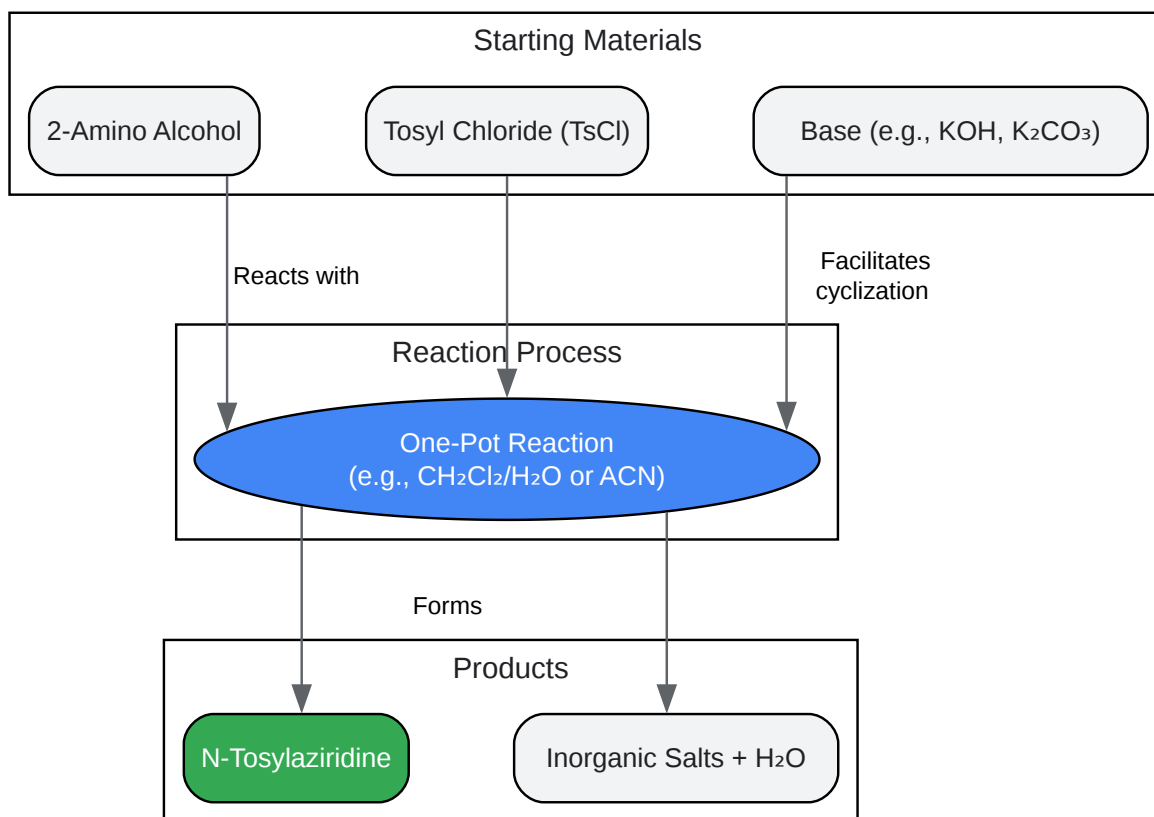 Starting Materials
2-Amino Alcohol
Tosyl Chloride (TsCl)
Base (e.g., KOH, K₂CO₃)
Reacts with
Facilitates
cyclization
Reaction Process
One-Pot Reaction
(e.g., CH₂Cl₂/H₂O or ACN)
Forms
Products
N-Tosylaziridine
Inorganic Salts + H₂O